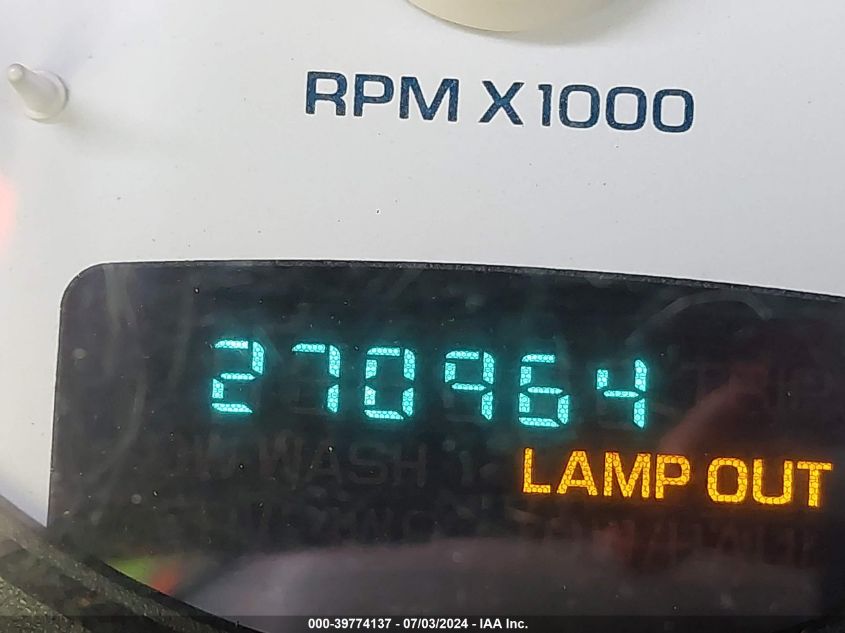 RPM X1000
270964
LAMP OUT
000-39774137 - 07/03/2024 - IAA Inc.